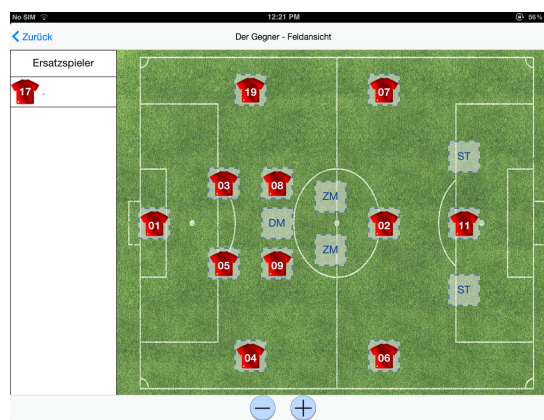 No SIM 12:21 PM 56%
Zurück Der Gegner - Feldansicht
Ersatzspieler
17 .
19 07
ST
03 08
ZM
01 DM 02 11
ZM
05 09
ST
04 06